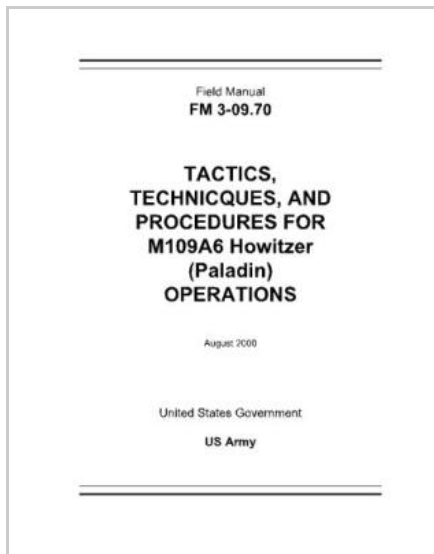 Field Manual
FM 3-09.70
TACTICS,
TECHNICQUES, AND
PROCEDURES FOR
M109A6 Howitzer
(Paladin)
OPERATIONS
August 2000
United States Government
US Army